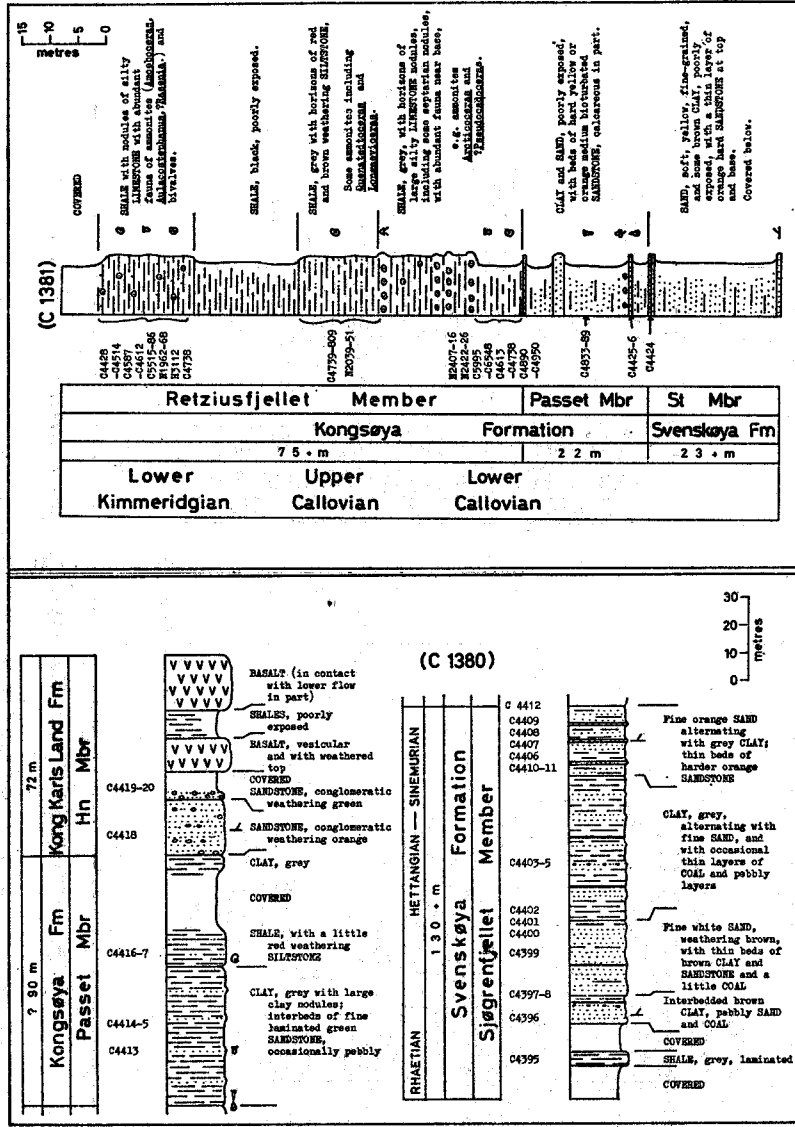 15
10
5
0
metres
(C 1381)
COVERED
SHALE with nodules of silty
LIMESTONE with abundant
fauna of ammonites (Amoeboceras,
Aulacostephanus, ?Rasenia.) and
bivalves.
SHALE, black, poorly exposed.
SHALE, grey with horizons of red
and brown weathering SILTSTONE,
Some ammonites including
Quenstedtoceras and
Longaeviceras.
SHALE, grey, with horizons of
large silty LIMESTONE nodules,
including some septarian nodules,
with abundant fauna near base,
e.g. ammonites
Arcticoceras and
?Pseudocadoceras.
CLAY and SAND, poorly exposed,
with beds of hard yellow or
orange medium bioturbated
SANDSTONE, calcareous in part.
SAND, soft, yellow, fine-grained,
and some brown CLAY, poorly
exposed, with a thin layer of
orange hard SANDSTONE at top
and base.
Covered below.
C4428
-C4514
C4587
-C4612
C5515-86
N1962-68
H3112
C4738
C4739-809
N2039-51
N2407-16
N2422-26
C5995
-C6548
C4613
-C4738
C4890
-C4950
C4833-89
C4425-6
C4424
Retziusfjellet Member
Passet Mbr
St Mbr
Kongsøya Formation
Svenskøya Fm
75+m
22m
23+m
Lower
Kimmeridgian
Upper
Callovian
Lower
Callovian
72 m
Kong Karls Land Fm
Hn Mbr
? 90 m
Kongsøya Fm
Passet Mbr
C4419-20
C4418
C4416-7
C4414-5
C4413
BASALT (in contact
with lower flow
in part)
SHALES, poorly
exposed
BASALT, vesicular
and with weathered
top
COVERED
SANDSTONE, conglomeratic
weathering green
SANDSTONE, conglomeratic
weathering orange
CLAY, grey
COVERED
SHALE, with a little
red weathering
SILTSTONE
CLAY, grey with large
clay nodules;
interbeds of fine
laminated green
SANDSTONE,
occasionally pebbly
(C 1380)
30
20
10
0
metres
RHAETIAN
HETTANGIAN — SINEMURIAN
130+m
Svenskøya Formation
Sjøgrenfjellet Member
C 4412
C4409
C4408
C4407
C4406
C4410-11
C4403-5
C4402
C4401
C4400
C4399
C4397-8
C4396
C4395
Fine orange SAND
alternating
with grey CLAY;
thin beds of
harder orange
SANDSTONE
CLAY, grey,
alternating with
fine SAND, and
with occasional
thin layers of
COAL and pebbly
layers
Fine white SAND,
weathering brown,
with thin beds of
brown CLAY and
SANDSTONE and a
little COAL
Interbedded brown
CLAY, pebbly SAND
and COAL
COVERED
SHALE, grey, laminated
COVERED